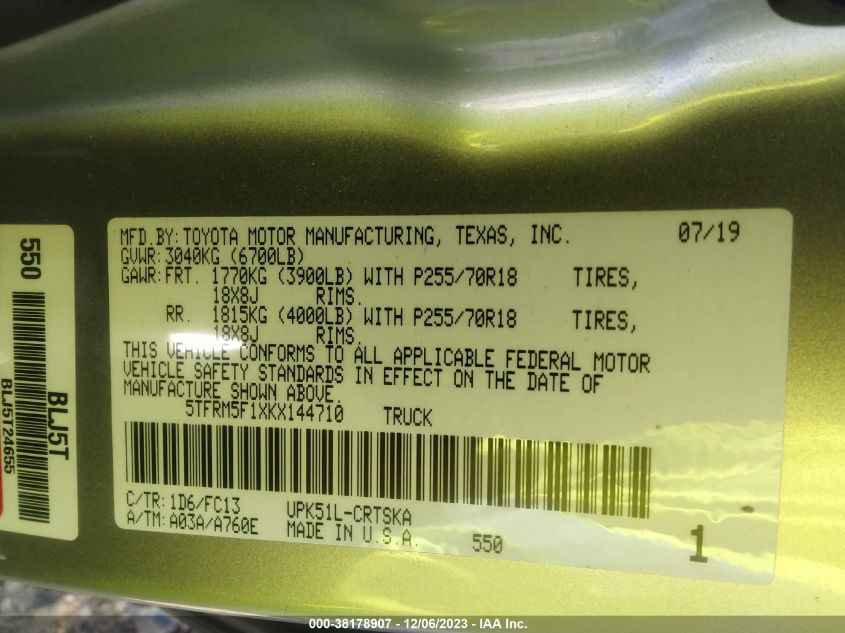 MFD.BY:TOYOTA MOTOR MANUFACTURING, TEXAS, INC. 07/19
GVWR:3040KG (6700LB)
GAWR:FRT. 1770KG (3900LB) WITH P255/70R18 TIRES,
18X8J RIMS.
RR. 1815KG (4000LB) WITH P255/70R18 TIRES,
18X8J RIMS.
THIS VEHICLE CONFORMS TO ALL APPLICABLE FEDERAL MOTOR
VEHICLE SAFETY STANDARDS IN EFFECT ON THE DATE OF
MANUFACTURE SHOWN ABOVE.
5TFRM5F1XKX144710 TRUCK
C/TR:1D6/FC13 UPK51L-CRTSKA
A/TM:A03A/A760E MADE IN U.S.A. 550 1
550
BLJ5T
BLJ5T24655
000-38178907 - 12/06/2023 - IAA Inc.